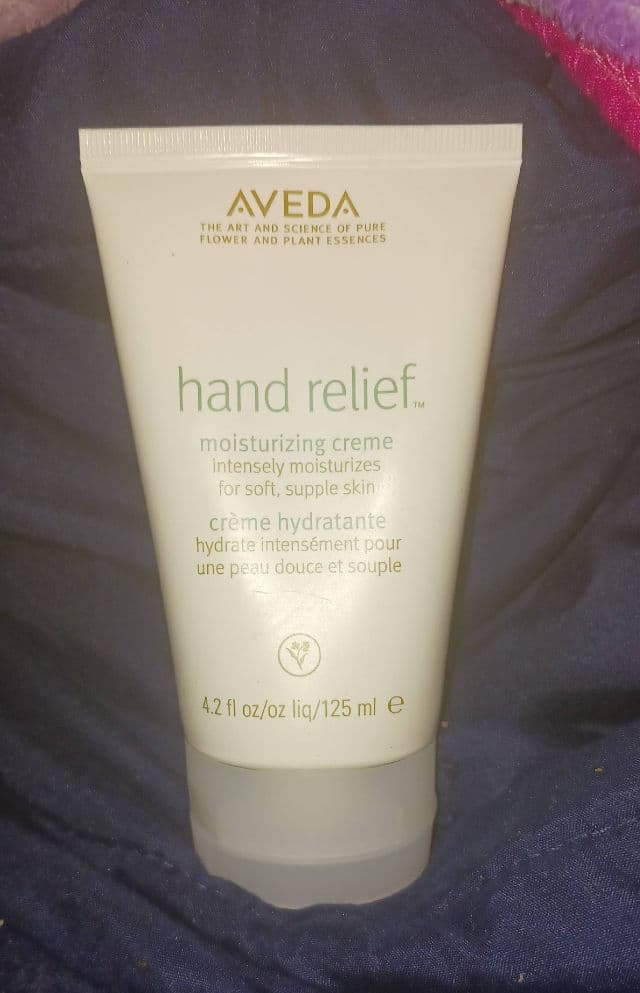 AVEDA
THE ART AND SCIENCE OF PURE
FLOWER AND PLANT ESSENCES
hand relief™
moisturizing creme
intensely moisturizes
for soft, supple skin
crème hydratante
hydrate intensément pour
une peau douce et souple
4.2 fl oz/oz liq/125 ml ℮